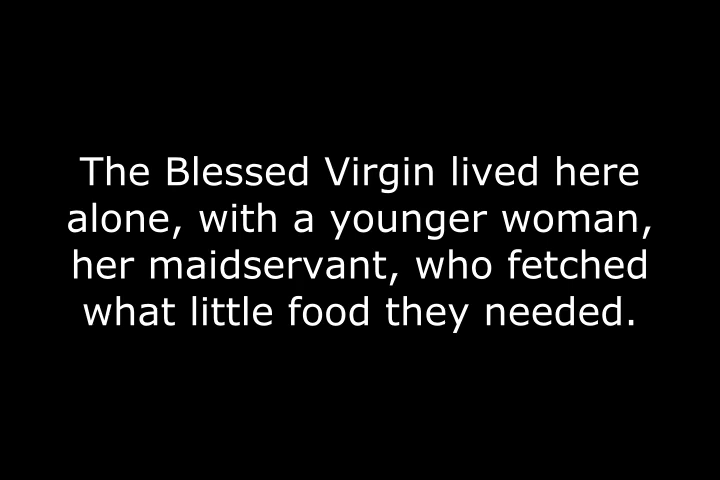 The Blessed Virgin lived here
alone, with a younger woman,
her maidservant, who fetched
what little food they needed.